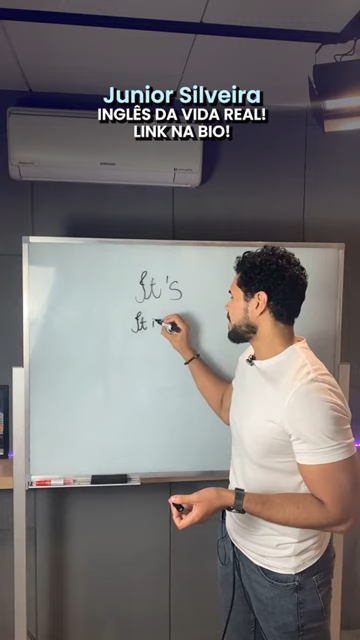 Junior Silveira
INGLÊS DA VIDA REAL!
LINK NA BIO!
It's
It i